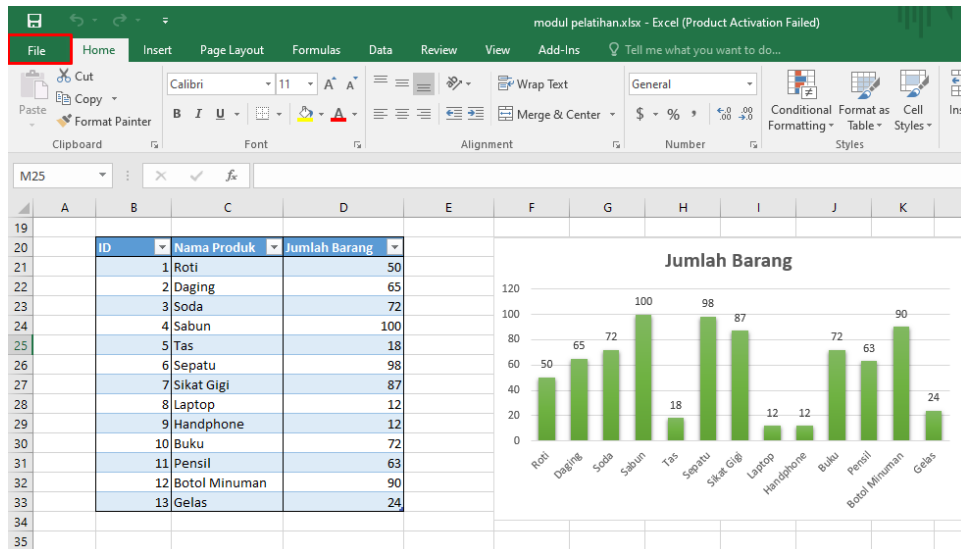 modul pelatihan.xlsx - Excel (Product Activation Failed)
File Home Insert Page Layout Formulas Data Review View Add-Ins Tell me what you want to do...
Cut
Copy
Format Painter
Paste
Clipboard
Calibri 11 A A
B I U A
Font
Wrap Text
Merge & Center
Alignment
General
$ % , .0 .00 .00 .0
Number
Conditional Formatting
Format as Table
Cell Styles
Styles
M25 fx
A B C D E F G H I J K
19
20 ID Nama Produk Jumlah Barang
21 1 Roti 50
22 2 Daging 65
23 3 Soda 72
24 4 Sabun 100
25 5 Tas 18
26 6 Sepatu 98
27 7 Sikat Gigi 87
28 8 Laptop 12
29 9 Handphone 12
30 10 Buku 72
31 11 Pensil 63
32 12 Botol Minuman 90
33 13 Gelas 24
34
35
Jumlah Barang
120
100
80
60
40
20
0
50 65 72 100 18 98 87 12 12 72 63 90 24
Roti Daging Soda Sabun Tas Sepatu Sikat Gigi Laptop Handphone Buku Pensil Botol Minuman Gelas